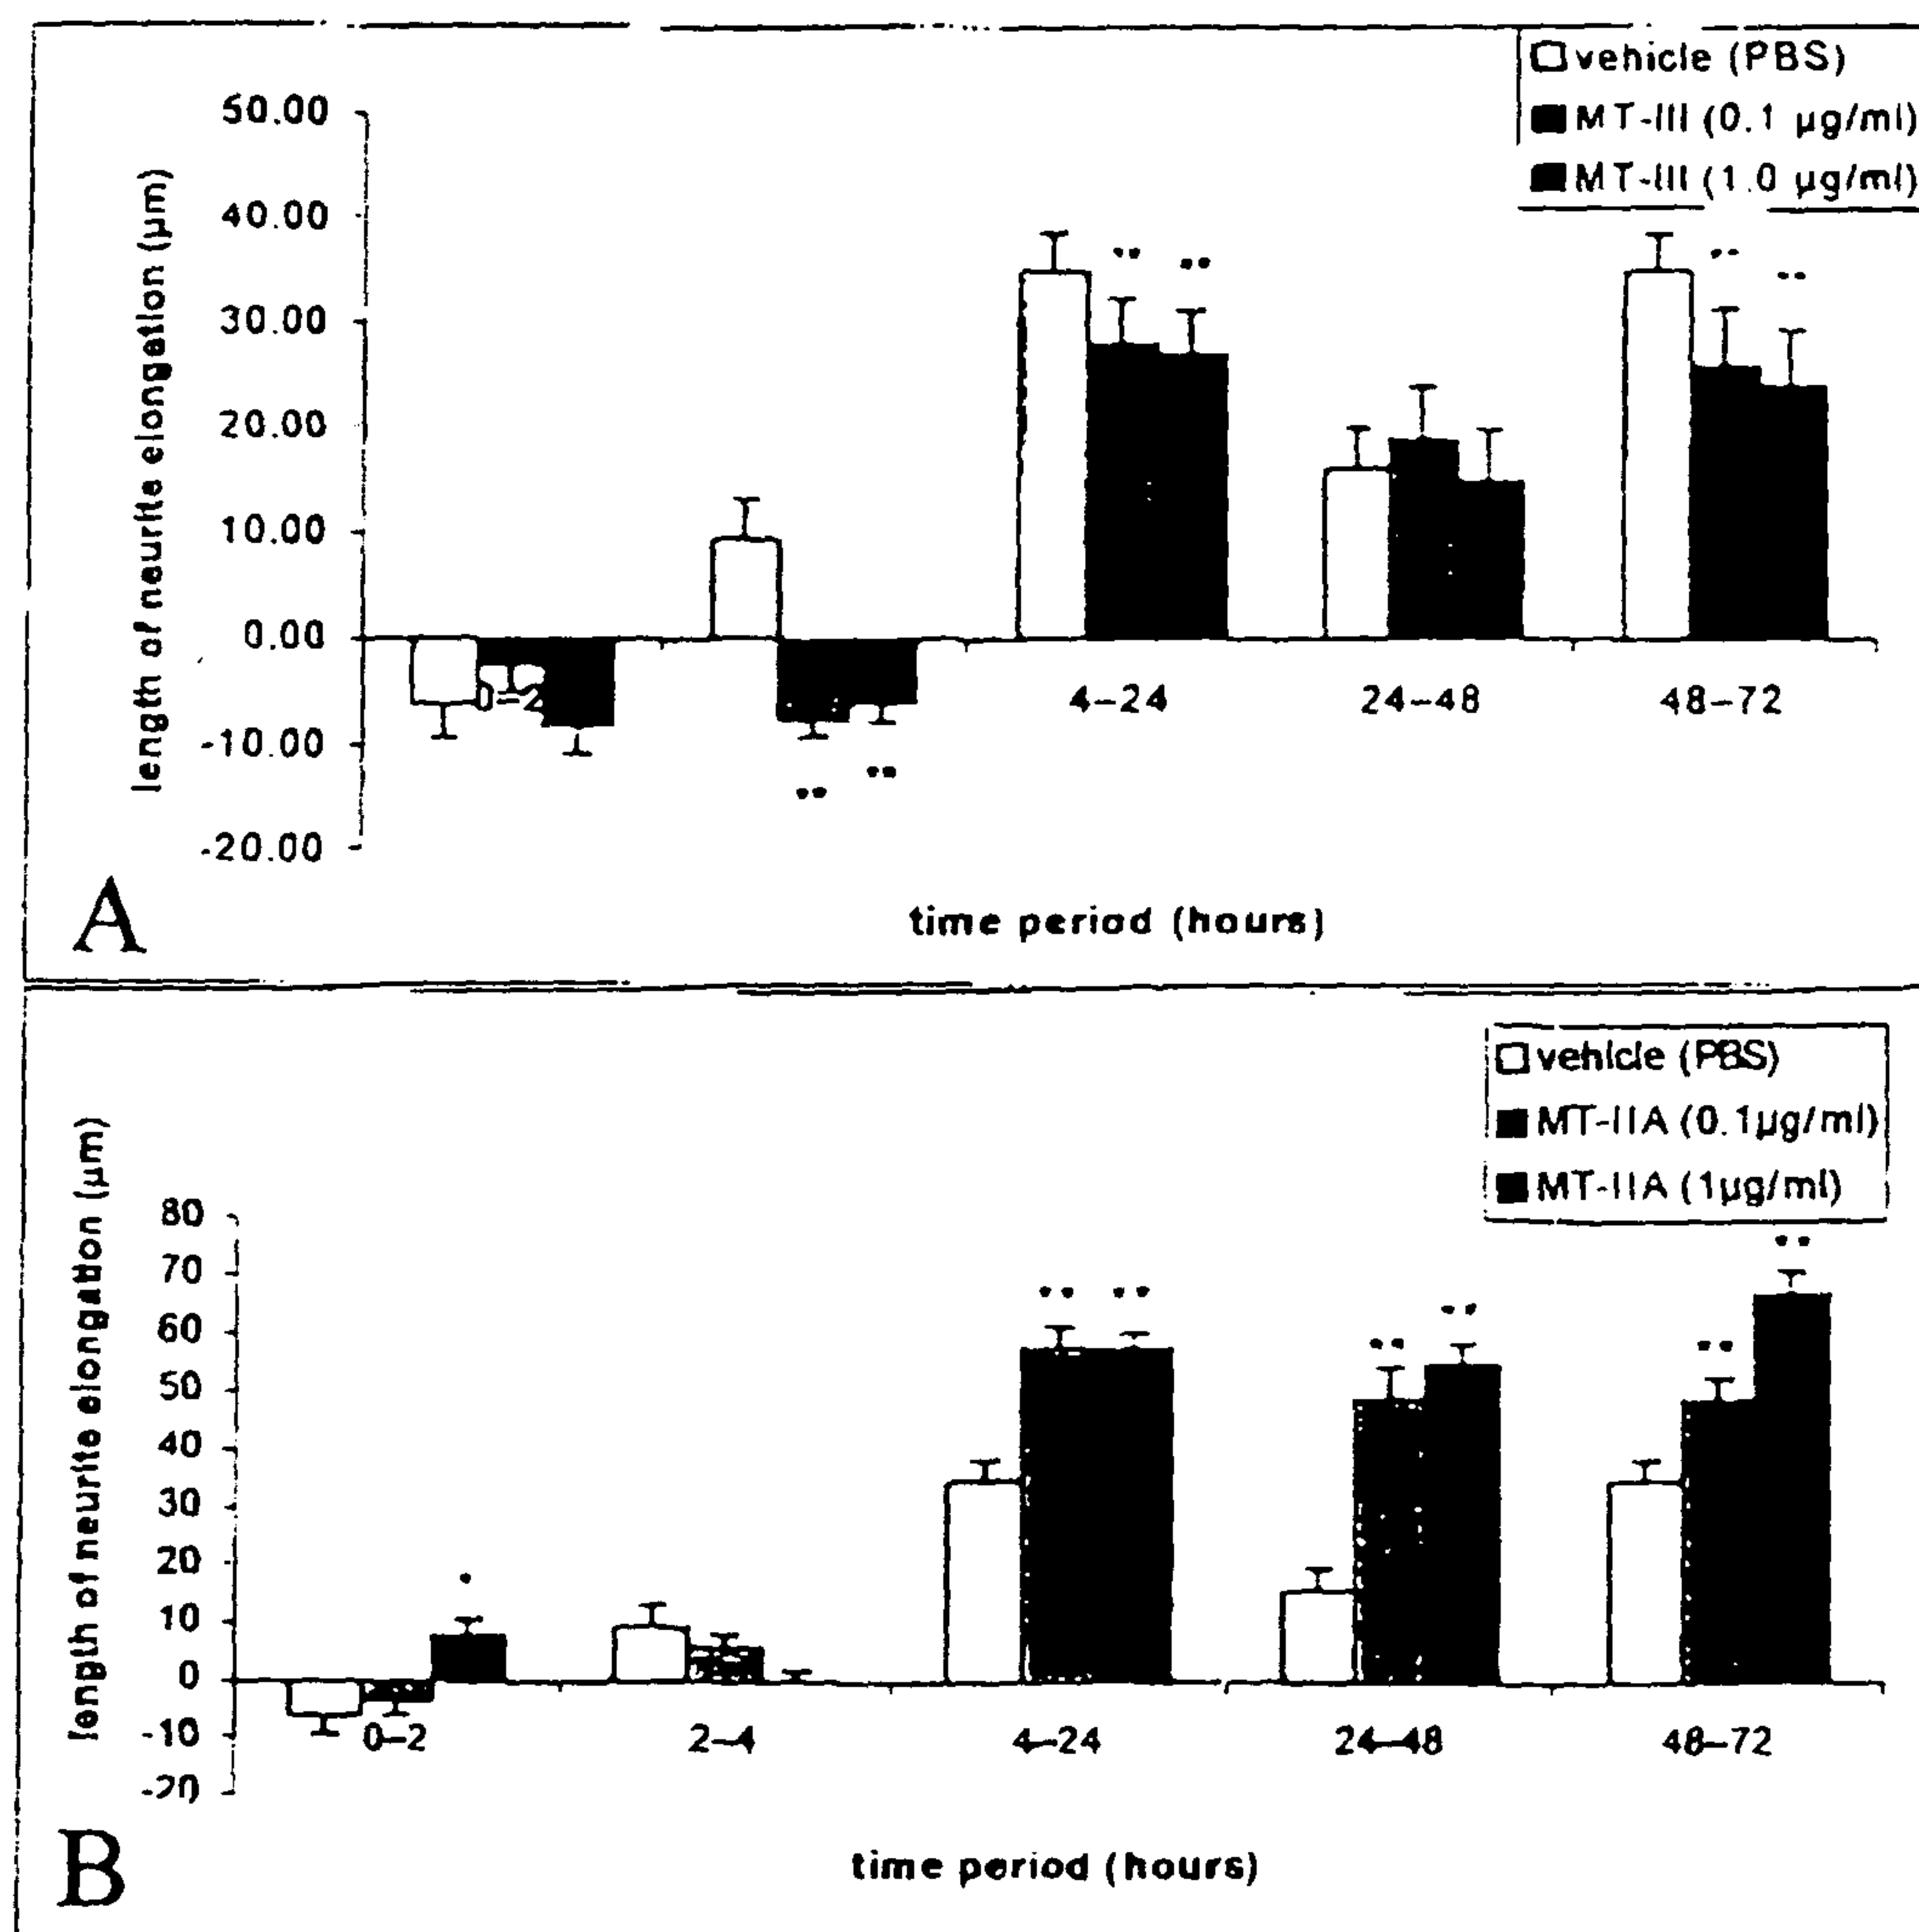 vehicle (PBS)
MT-III (0.1 µg/ml)
MT-III (1.0 µg/ml)
50.00
40.00
30.00
20.00
10.00
0.00
-10.00
-20.00
length of neurite elongation (µm)
4–24
24–48
48–72
time period (hours)
A
vehicle (PBS)
MT-IIA (0.1µg/ml)
MT-IIA (1µg/ml)
80
70
60
50
40
30
20
10
0
-10
-20
length of neurite elongation (µm)
0–2
2–4
4–24
24–48
48–72
time period (hours)
B